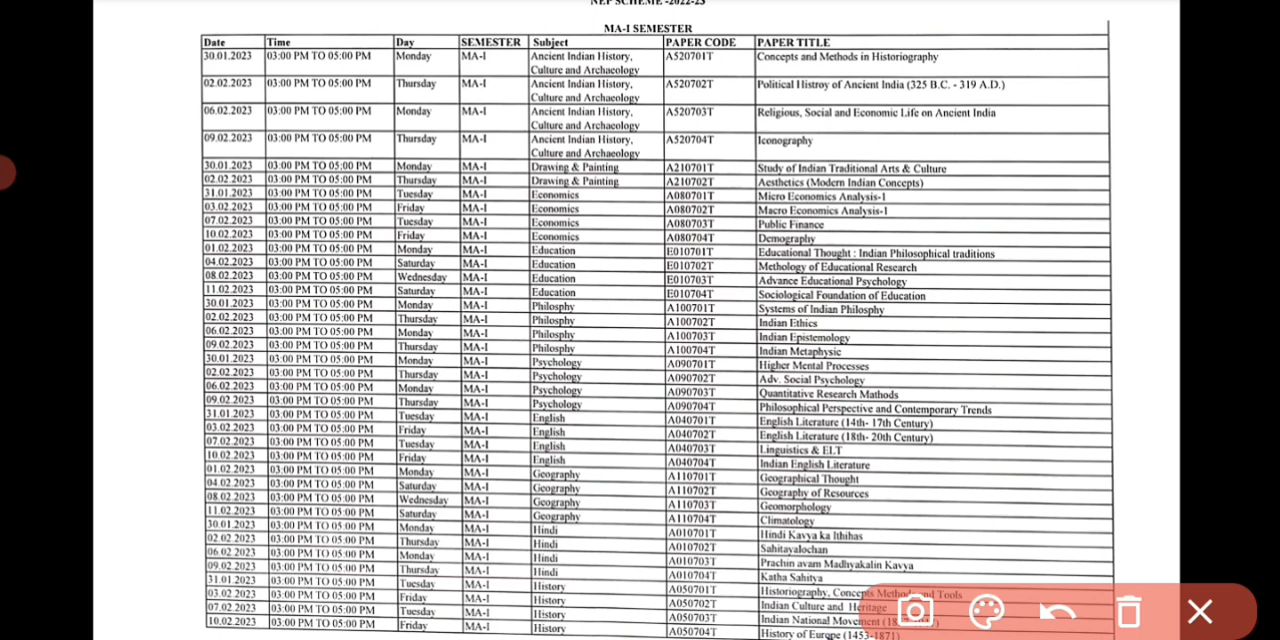 NEP SCHEME -2022-23
MA-I SEMESTER
Date Time Day SEMESTER Subject PAPER CODE PAPER TITLE
30.01.2023 03:00 PM TO 05:00 PM Monday MA-I Ancient Indian History, Culture and Archaeology A520701T Concepts and Methods in Historiography
02.02.2023 03:00 PM TO 05:00 PM Thursday MA-I Ancient Indian History, Culture and Archaeology A520702T Political Histroy of Ancient India (325 B.C. - 319 A.D.)
06.02.2023 03:00 PM TO 05:00 PM Monday MA-I Ancient Indian History, Culture and Archaeology A520703T Religious, Social and Economic Life on Ancient India
09.02.2023 03:00 PM TO 05:00 PM Thursday MA-I Ancient Indian History, Culture and Archaeology A520704T Iconography
30.01.2023 03:00 PM TO 05:00 PM Monday MA-I Drawing & Painting A210701T Study of Indian Traditional Arts & Culture
02.02.2023 03:00 PM TO 05:00 PM Thursday MA-I Drawing & Painting A210702T Aesthetics (Modern Indian Concepts)
31.01.2023 03:00 PM TO 05:00 PM Tuesday MA-I Economics A080701T Micro Economics Analysis-I
03.02.2023 03:00 PM TO 05:00 PM Friday MA-I Economics A080702T Macro Economics Analysis-I
07.02.2023 03:00 PM TO 05:00 PM Tuesday MA-I Economics A080703T Public Finance
10.02.2023 03:00 PM TO 05:00 PM Friday MA-I Economics A080704T Demography
01.02.2023 03:00 PM TO 05:00 PM Monday MA-I Education E010701T Educational Thought : Indian Philosophical traditions
04.02.2023 03:00 PM TO 05:00 PM Saturday MA-I Education E010702T Methology of Educational Research
08.02.2023 03:00 PM TO 05:00 PM Wednesday MA-I Education E010703T Advance Educational Psychology
11.02.2023 03:00 PM TO 05:00 PM Saturday MA-I Education E010704T Sociological Foundation of Education
30.01.2023 03:00 PM TO 05:00 PM Monday MA-I Philosphy A100701T Systems of Indian Philosphy
02.02.2023 03:00 PM TO 05:00 PM Thursday MA-I Philosphy A100702T Indian Ethics
06.02.2023 03:00 PM TO 05:00 PM Monday MA-I Philosphy A100703T Indian Epistemology
09.02.2023 03:00 PM TO 05:00 PM Thursday MA-I Philosphy A100704T Indian Metaphysic
30.01.2023 03:00 PM TO 05:00 PM Monday MA-I Psychology A090701T Higher Mental Processes
02.02.2023 03:00 PM TO 05:00 PM Thursday MA-I Psychology A090702T Adv. Social Psychology
06.02.2023 03:00 PM TO 05:00 PM Monday MA-I Psychology A090703T Quantitative Research Mathods
09.02.2023 03:00 PM TO 05:00 PM Thursday MA-I Psychology A090704T Philosophical Perspective and Contemporary Trends
31.01.2023 03:00 PM TO 05:00 PM Tuesday MA-I English A040701T English Literature (14th- 17th Century)
03.02.2023 03:00 PM TO 05:00 PM Friday MA-I English A040702T English Literature (18th- 20th Century)
07.02.2023 03:00 PM TO 05:00 PM Tuesday MA-I English A040703T Linguistics & ELT
10.02.2023 03:00 PM TO 05:00 PM Friday MA-I English A040704T Indian English Literature
01.02.2023 03:00 PM TO 05:00 PM Monday MA-I Geography A110701T Geographical Thought
04.02.2023 03:00 PM TO 05:00 PM Saturday MA-I Geography A110702T Geography of Resources
08.02.2023 03:00 PM TO 05:00 PM Wednesday MA-I Geography A110703T Geomorphology
11.02.2023 03:00 PM TO 05:00 PM Saturday MA-I Geography A110704T Climatology
30.01.2023 03:00 PM TO 05:00 PM Monday MA-I Hindi A010701T Hindi Kavya ka Ithihas
02.02.2023 03:00 PM TO 05:00 PM Thursday MA-I Hindi A010702T Sahitayalochan
06.02.2023 03:00 PM TO 05:00 PM Monday MA-I Hindi A010703T Prachin avam Madhyakalin Kavya
09.02.2023 03:00 PM TO 05:00 PM Thursday MA-I Hindi A010704T Katha Sahitya
31.01.2023 03:00 PM TO 05:00 PM Tuesday MA-I History A050701T Historiography, Concepts Methods and Tools
03.02.2023 03:00 PM TO 05:00 PM Friday MA-I History A050702T Indian Culture and Heritage
07.02.2023 03:00 PM TO 05:00 PM Tuesday MA-I History A050703T Indian National Movement
10.02.2023 03:00 PM TO 05:00 PM Friday MA-I History A050704T History of Europe (1453-1871)